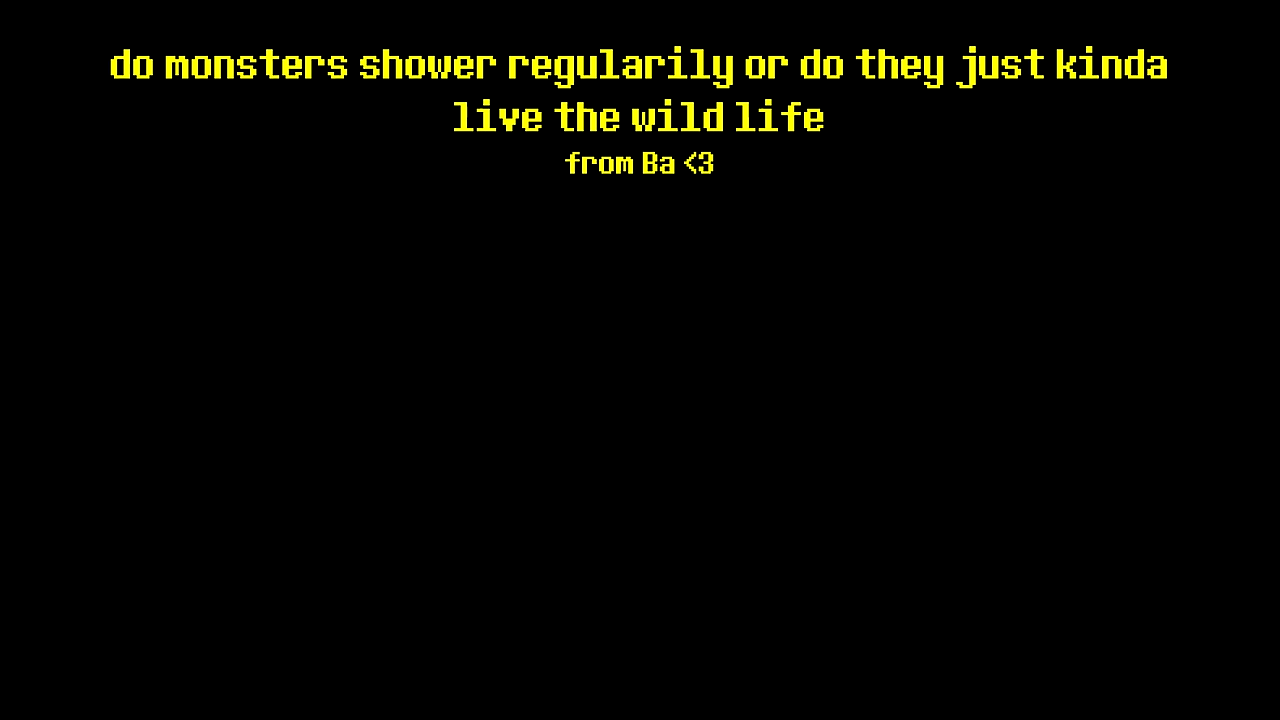 do monsters shower regularily or do they just kinda
live the wild life
from Ba <3